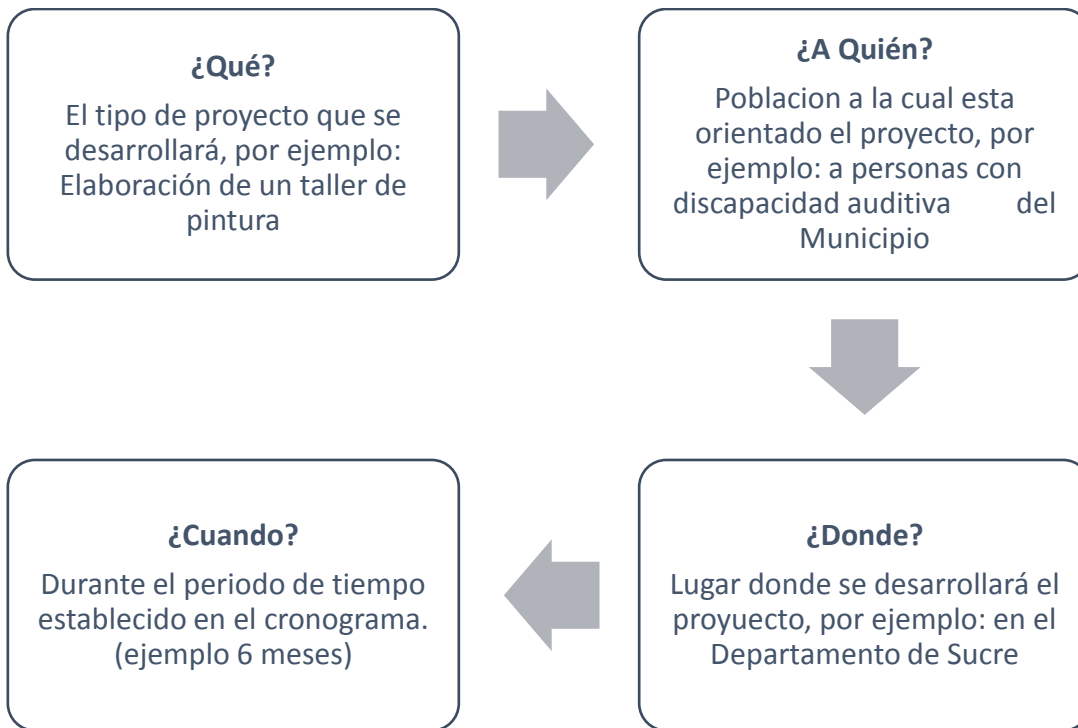 ¿Qué?
El tipo de proyecto que se
desarrollará, por ejemplo:
Elaboración de un taller de
pintura
¿A Quién?
Poblacion a la cual esta
orientado el proyecto, por
ejemplo: a personas con
discapacidad auditiva del
Municipio
¿Donde?
Lugar donde se desarrollará el
proyuecto, por ejemplo: en el
Departamento de Sucre
¿Cuando?
Durante el periodo de tiempo
establecido en el cronograma.
(ejemplo 6 meses)